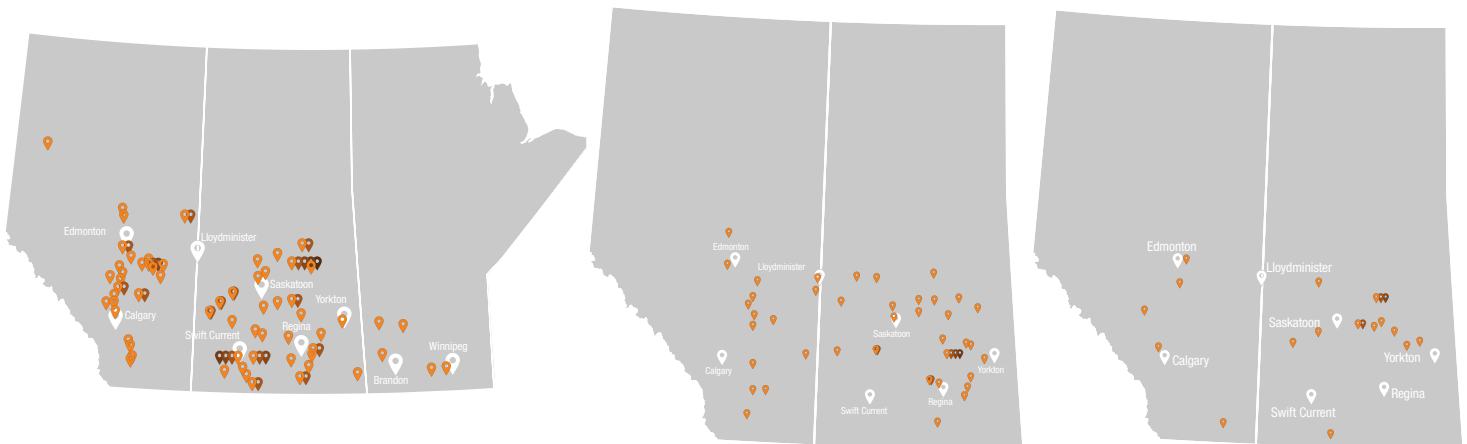 Edmonton
Lloydminister
Saskatoon
Yorkton
Calgary
Regina
Swift Current
Winnipeg
Brandon
Edmonton
Lloydminister
Saskatoon
Calgary
Yorkton
Swift Current
Regina
Edmonton
Lloydminister
Saskatoon
Calgary
Yorkton
Regina
Swift Current